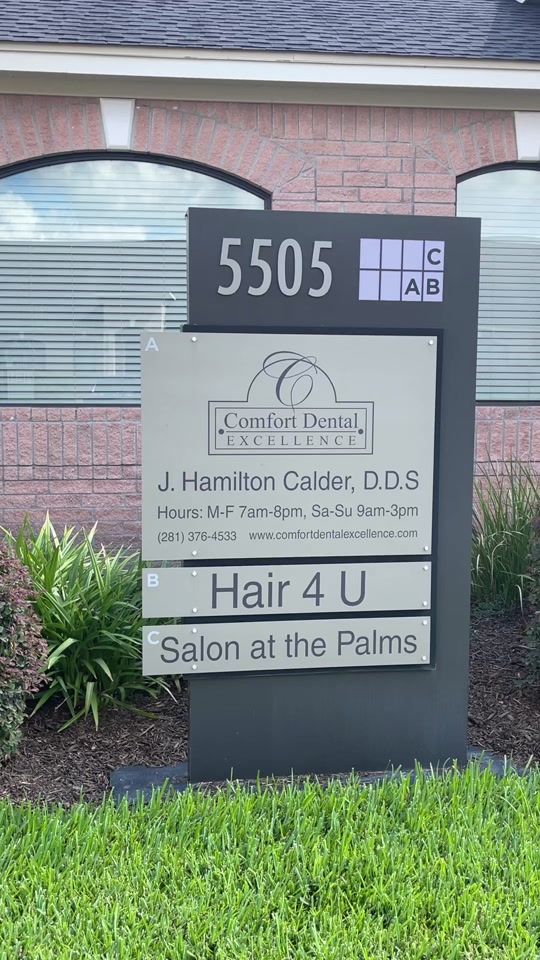 5505
C
A B
A
Comfort Dental
EXCELLENCE
J. Hamilton Calder, D.D.S
Hours: M-F 7am-8pm, Sa-Su 9am-3pm
(281) 376-4533 www.comfortdentalexcellence.com
B
Hair 4 U
C
Salon at the Palms